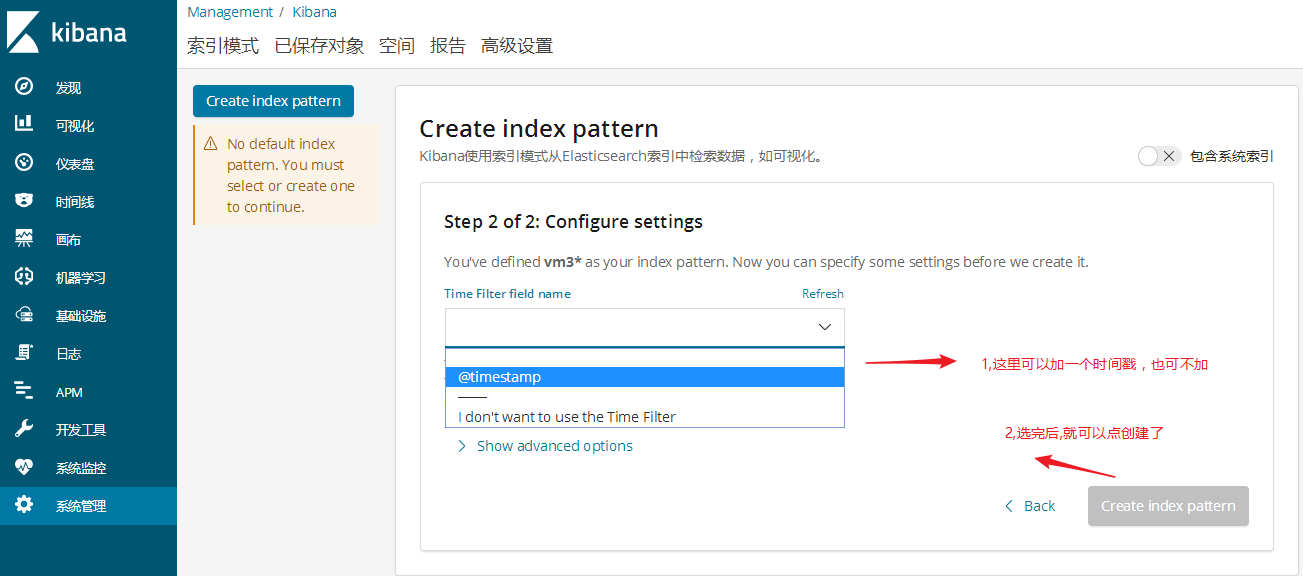 kibana
发现
可视化
仪表盘
时间线
画布
机器学习
基础设施
日志
APM
开发工具
系统监控
系统管理
Management / Kibana
索引模式 已保存对象 空间 报告 高级设置
Create index pattern
No default index
pattern. You must
select or create one
to continue.
Create index pattern
Kibana使用索引模式从Elasticsearch索引中检索数据，如可视化。
包含系统索引
Step 2 of 2: Configure settings
You've defined vm3* as your index pattern. Now you can specify some settings before we create it.
Time Filter field name Refresh
@timestamp
I don't want to use the Time Filter
Show advanced options
1,这里可以加一个时间戳，也可不加
2,选完后,就可以点创建了
Back
Create index pattern